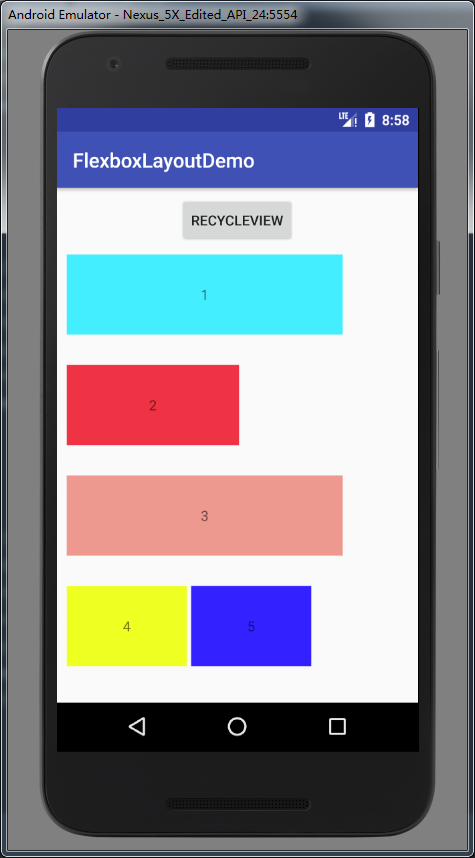 Android Emulator - Nexus_5X_Edited_API_24:5554
LTE 8:58
FlexboxLayoutDemo
RECYCLEVIEW
1
2
3
4 5